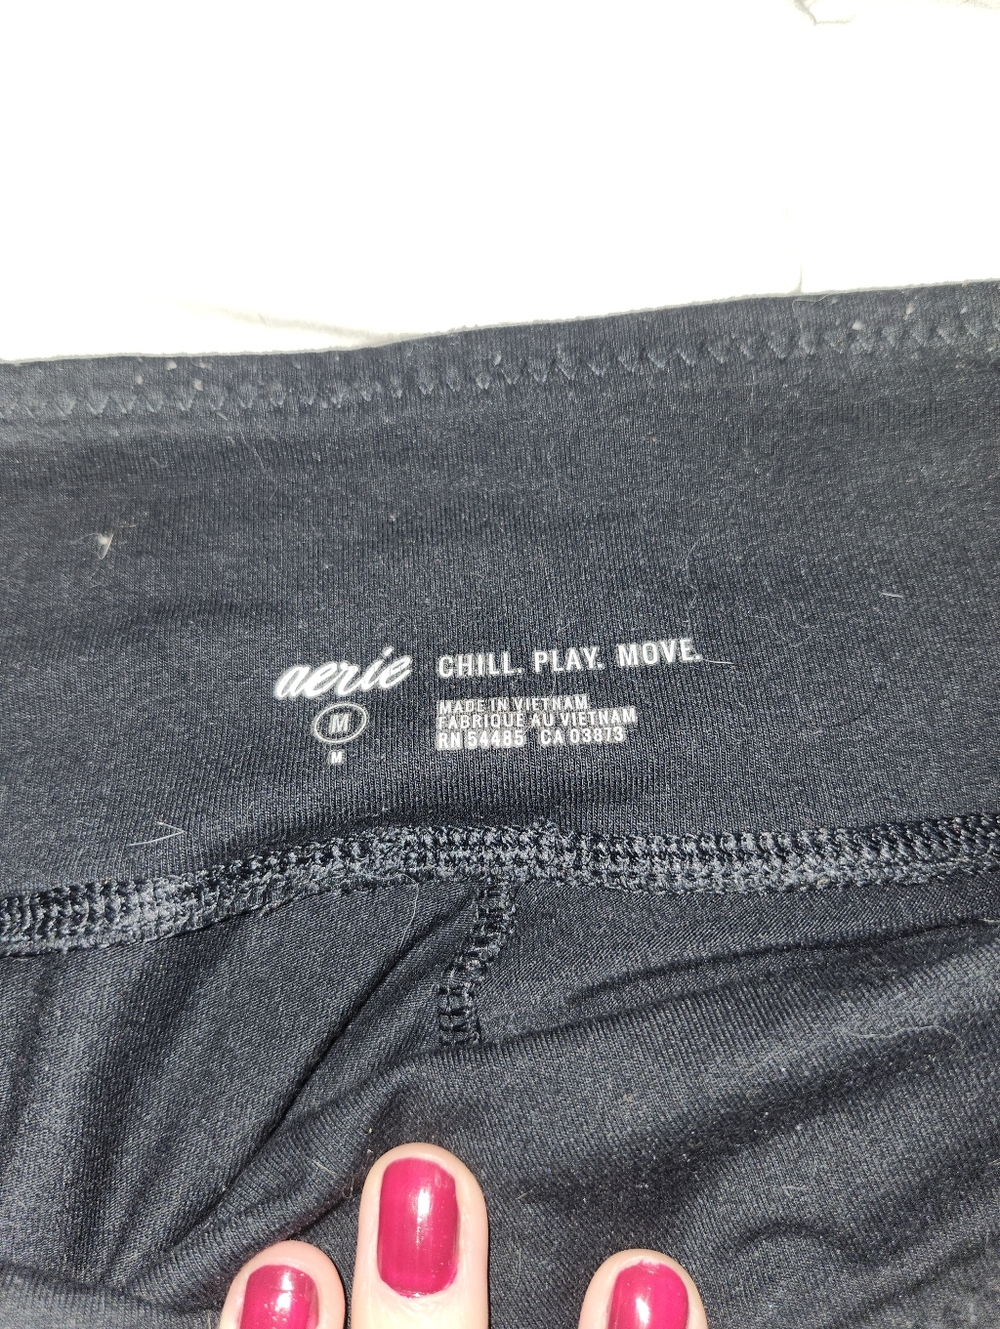 aerie CHILL. PLAY. MOVE.
M
M
MADE IN VIETNAM
FABRIQUE AU VIETNAM
RN 54485 CA 03873